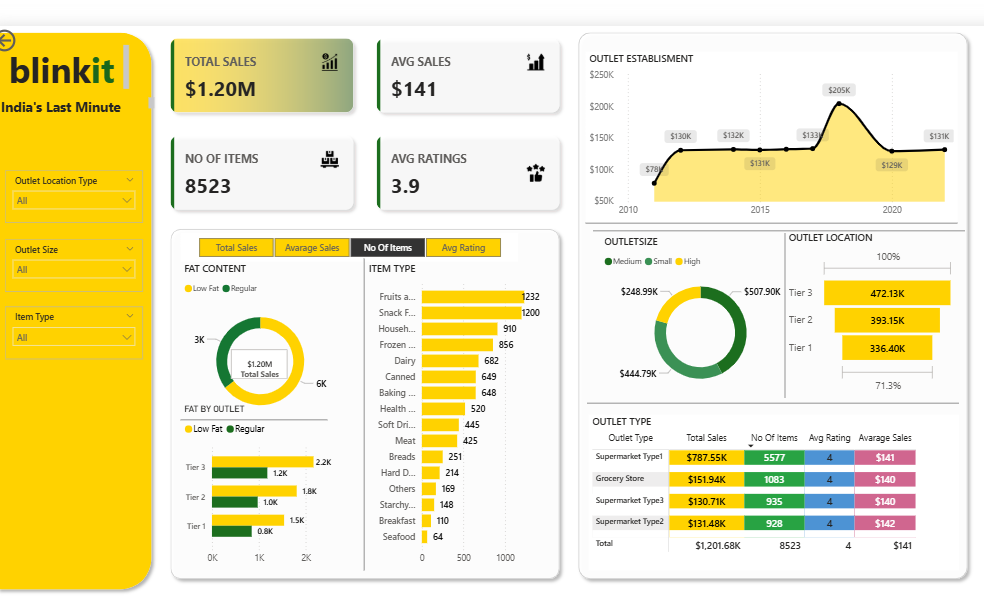 blinkit
India's Last Minute
Outlet Location Type
All
Outlet Size
All
Item Type
All
TOTAL SALES
$1.20M
AVG SALES
$141
NO OF ITEMS
8523
AVG RATINGS
3.9
Total Sales Avarage Sales No Of Items Avg Rating
FAT CONTENT
Low Fat Regular
3K
$1.20M
Total Sales
6K
FAT BY OUTLET
Low Fat Regular
Tier 3 2.2K
1.2K
Tier 2 1.8K
1.0K
Tier 1 1.5K
0.8K
0K 1K 2K
ITEM TYPE
Fruits a... 1232
Snack F... 1200
Househ... 910
Frozen ... 856
Dairy 682
Canned 649
Baking ... 648
Health ... 520
Soft Dri... 445
Meat 425
Breads 251
Hard D... 214
Others 169
Starchy... 148
Breakfast 110
Seafood 64
0 500 1000
OUTLET ESTABLISMENT
$250K
$200K
$150K
$100K
$50K
$78K $130K $132K $131K $133K $205K $129K $131K
2010 2015 2020
OUTLETSIZE
Medium Small High
$248.99K $507.90K
$444.79K
OUTLET LOCATION
100%
Tier 3 472.13K
Tier 2 393.15K
Tier 1 336.40K
71.3%
OUTLET TYPE
Outlet Type Total Sales No Of Items Avg Rating Avarage Sales
Supermarket Type1 $787.55K 5577 4 $141
Grocery Store $151.94K 1083 4 $140
Supermarket Type3 $130.71K 935 4 $140
Supermarket Type2 $131.48K 928 4 $142
Total $1,201.68K 8523 4 $141